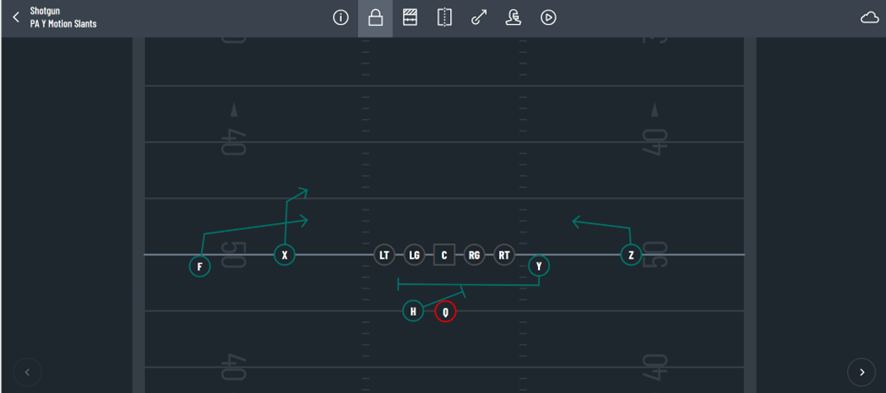 Shotgun
PA Y Motion Slants
40
40
F
50
X
LT
LG
C
RG
RT
Y
Z
50
H
Q
40
40